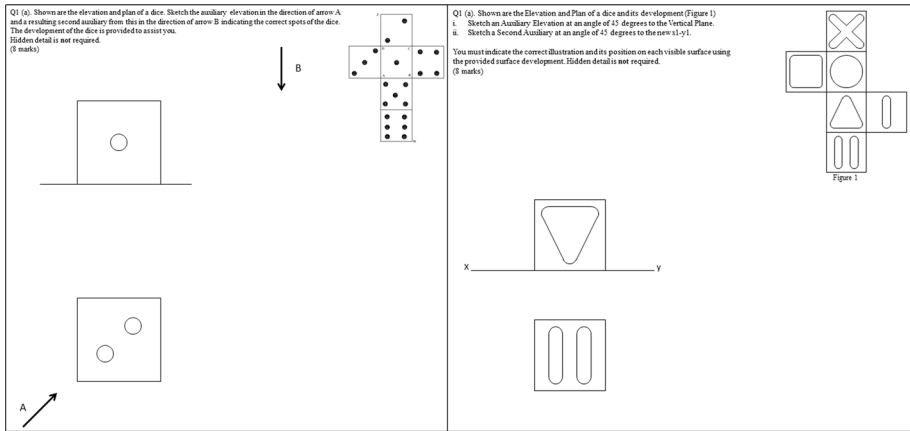 Q1 (a). Shown are the elevation and plan of a dice. Sketch the auxiliary elevation in the direction of arrow A
and a resulting second auxiliary from this in the direction of arrow B indicating the correct spots of the dice.
The development of the dice is provided to assist you.
Hidden detail is not required.
(8 marks)
B
A
Q1 (a). Shown are the Elevation and Plan of a dice and its development (Figure 1)
i. Sketch an Auxiliary Elevation at an angle of 45 degrees to the Vertical Plane.
ii. Sketch a Second Auxiliary at an angle of 45 degrees to the new x1-y1.
You must indicate the correct illustration and its position on each visible surface using
the provided surface development. Hidden detail is not required.
(8 marks)
Figure 1
x
y